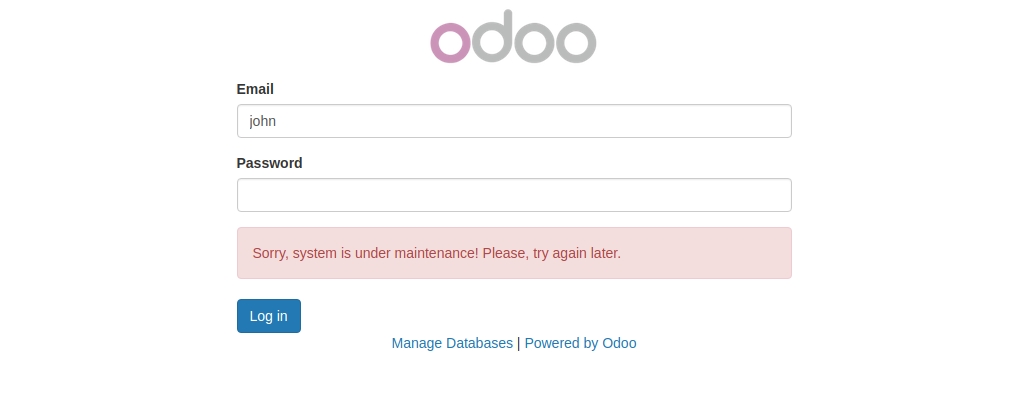 odoo
Email
john
Password
Sorry, system is under maintenance! Please, try again later.
Log in
Manage Databases | Powered by Odoo